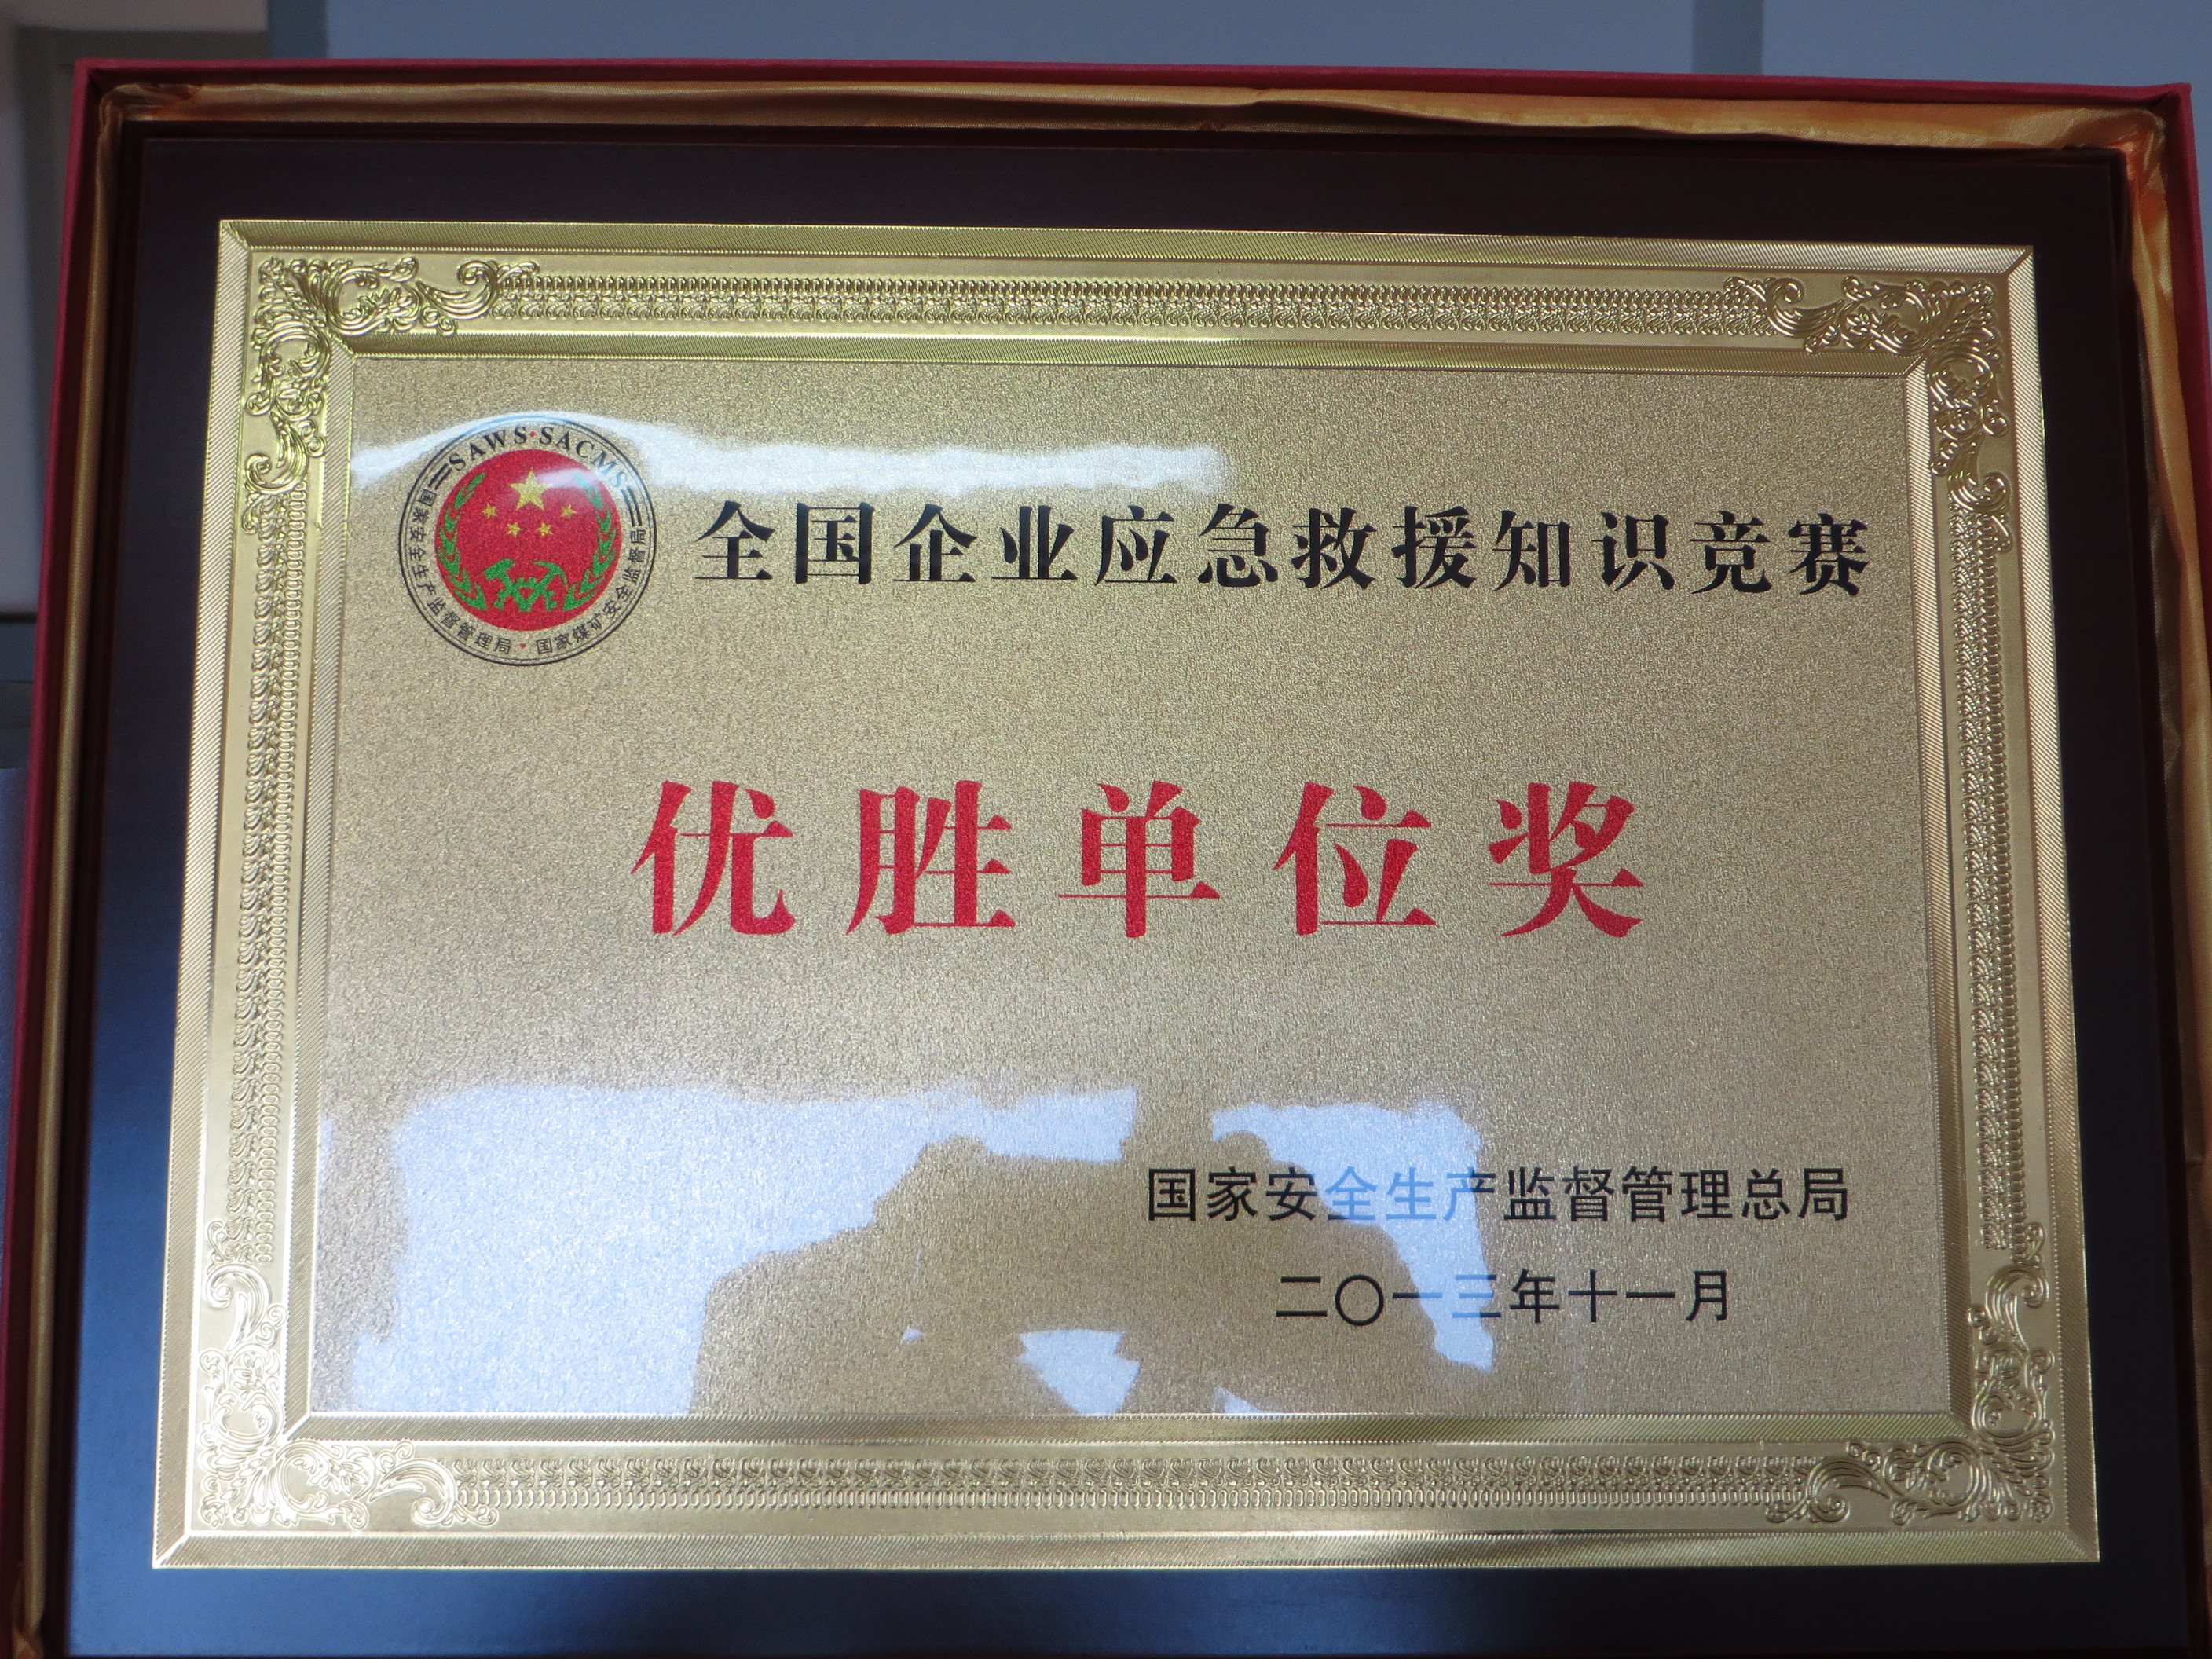 SAWS·SACMS
国家安全生产监督管理局·国家煤矿安全监督局
全国企业应急救援知识竞赛
优胜单位奖
国家安全生产监督管理总局
二〇一三年十一月